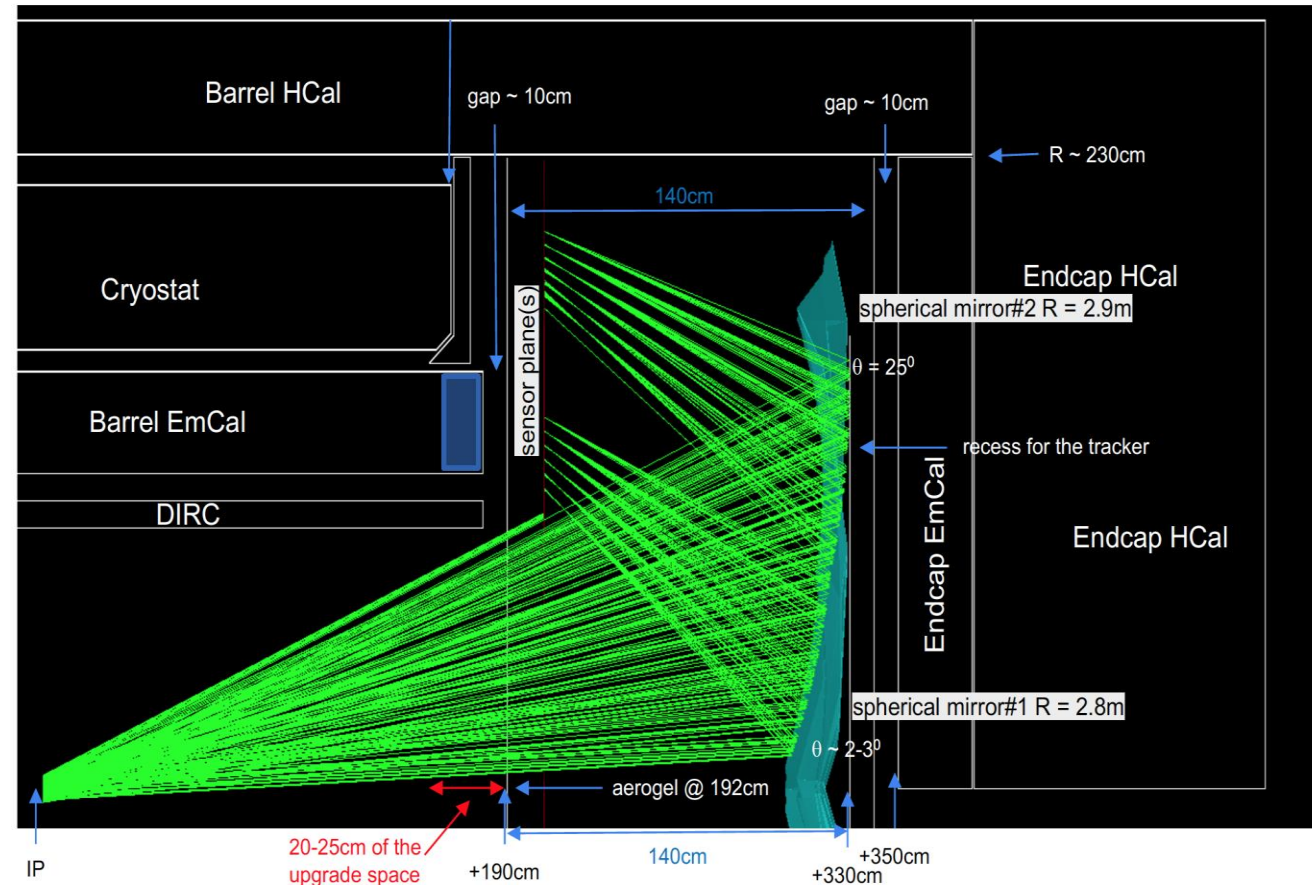 Barrel HCal
gap ~ 10cm
gap ~ 10cm
R ~ 230cm
140cm
Cryostat
Endcap HCal
sensor plane(s)
spherical mirror#2 R = 2.9m
θ = 25⁰
Barrel EmCal
recess for the tracker
DIRC
Endcap EmCal
Endcap HCal
spherical mirror#1 R = 2.8m
θ ~ 2-3⁰
aerogel @ 192cm
IP
20-25cm of the
upgrade space
+190cm
140cm
+330cm
+350cm